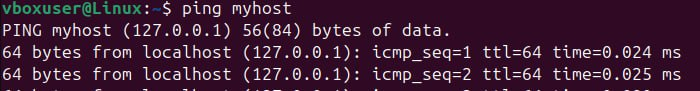 vboxuser@Linux:~$ ping myhost
PING myhost (127.0.0.1) 56(84) bytes of data.
64 bytes from localhost (127.0.0.1): icmp_seq=1 ttl=64 time=0.024 ms
64 bytes from localhost (127.0.0.1): icmp_seq=2 ttl=64 time=0.025 ms